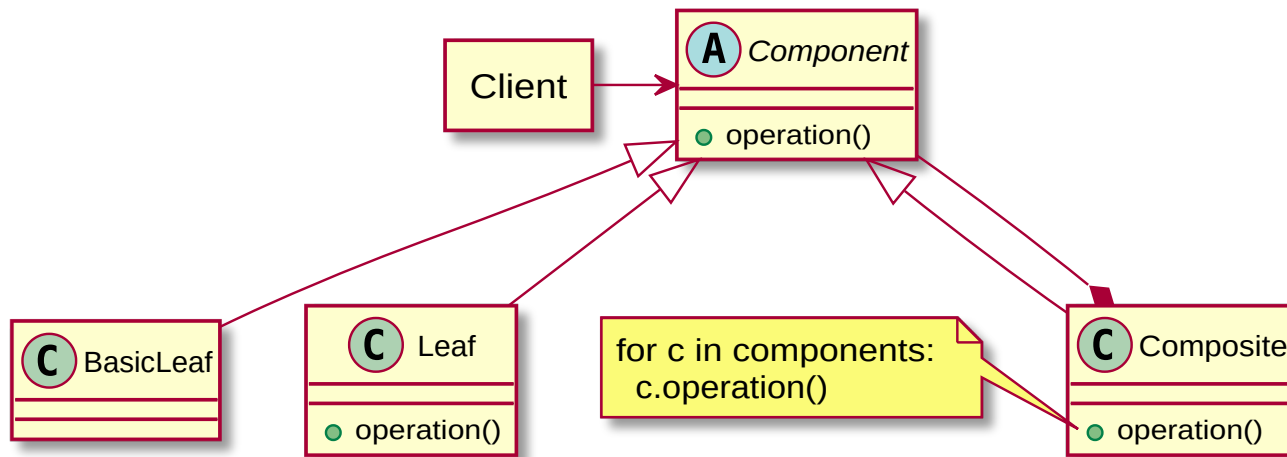 Client
A Component
operation()
C BasicLeaf
C Leaf
operation()
for c in components:
c.operation()
C Composite
operation()